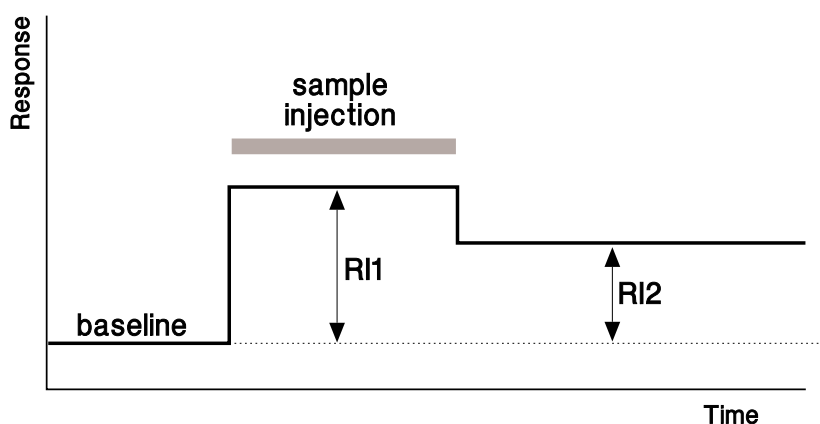 Response
sample
injection
RI1
RI2
baseline
Time